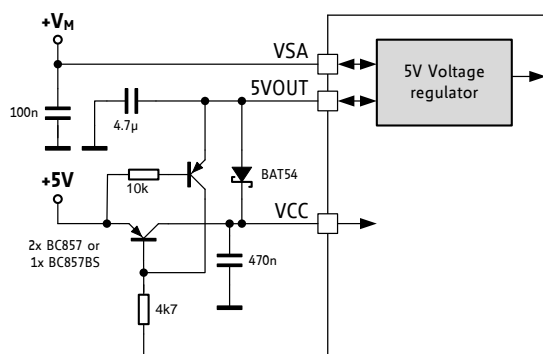 +VM
VSA
5V Voltage
regulator
5VOUT
100n
4.7µ
+5V
10k
BAT54
VCC
2x BC857 or
1x BC857BS
470n
4k7